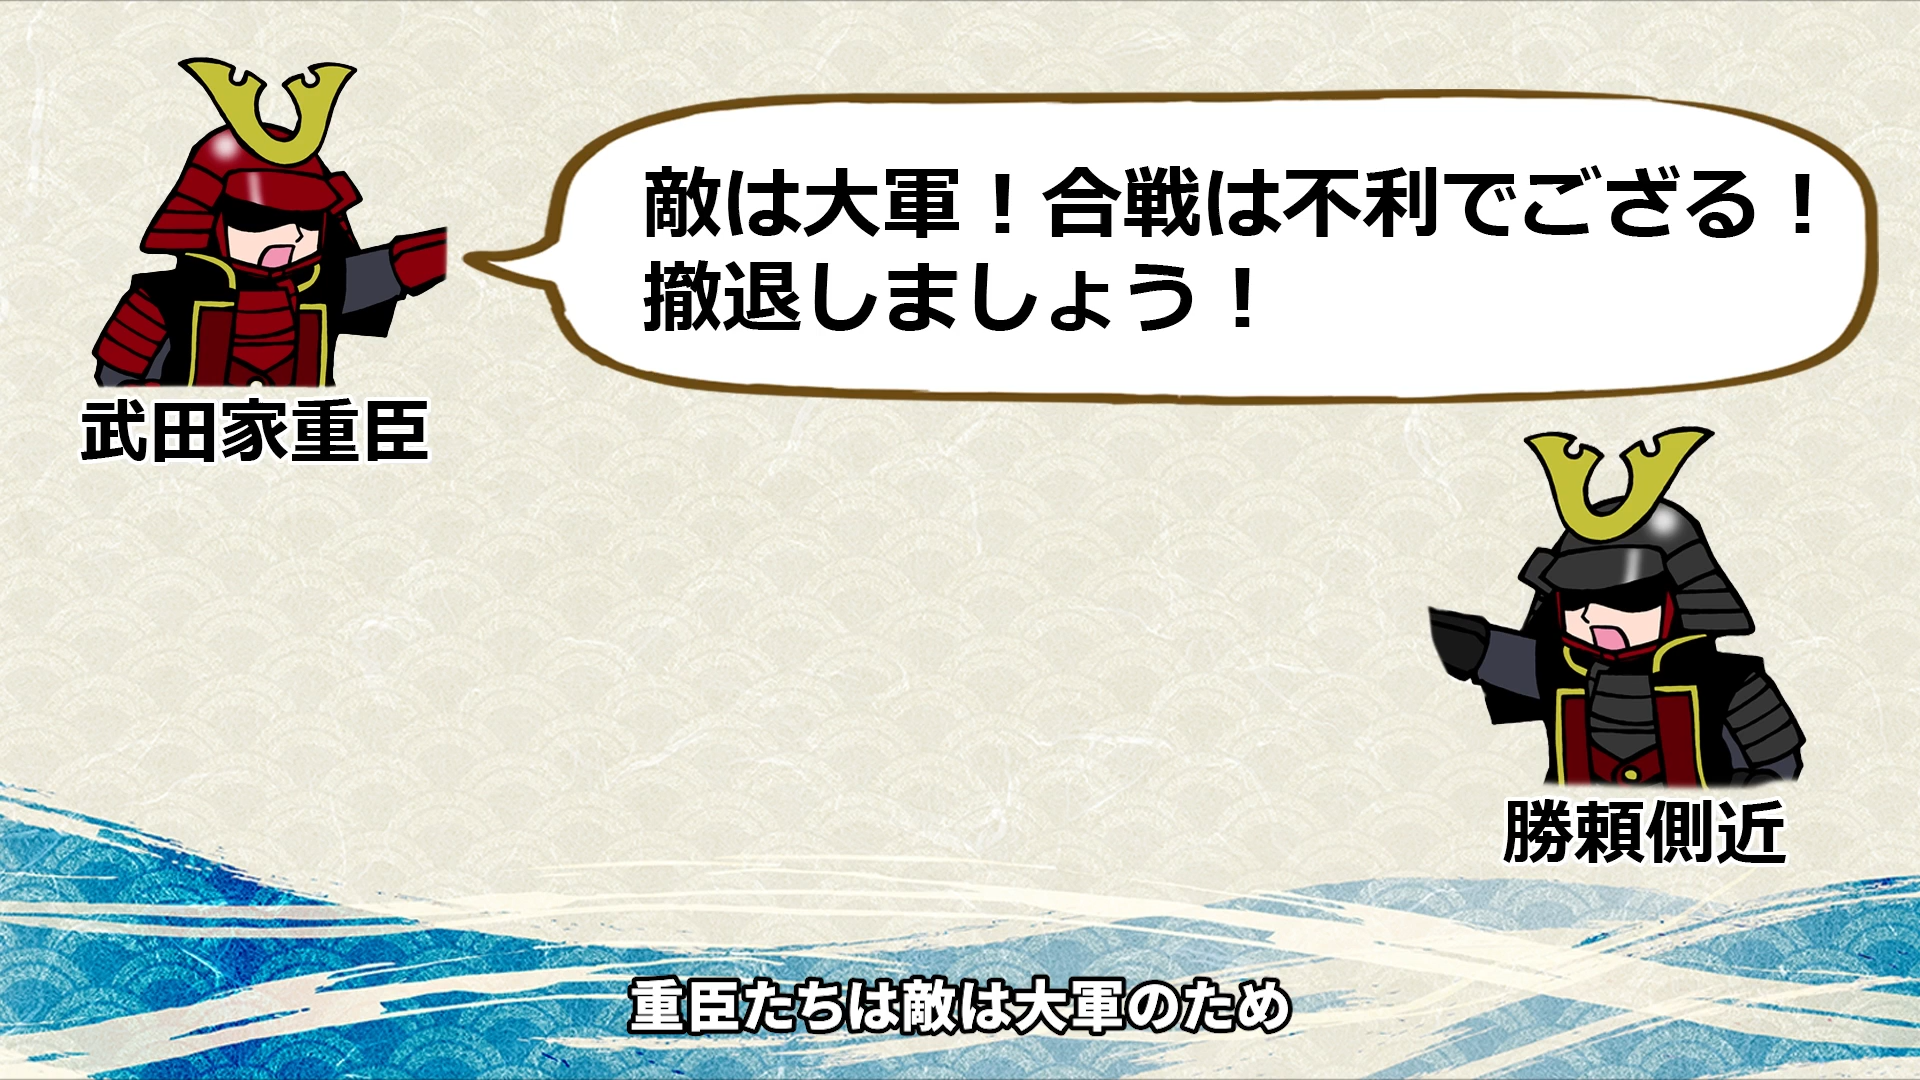 敵は大軍！合戦は不利でござる！
撤退しましょう！
武田家重臣
勝頼側近
重臣たちは敵は大軍のため